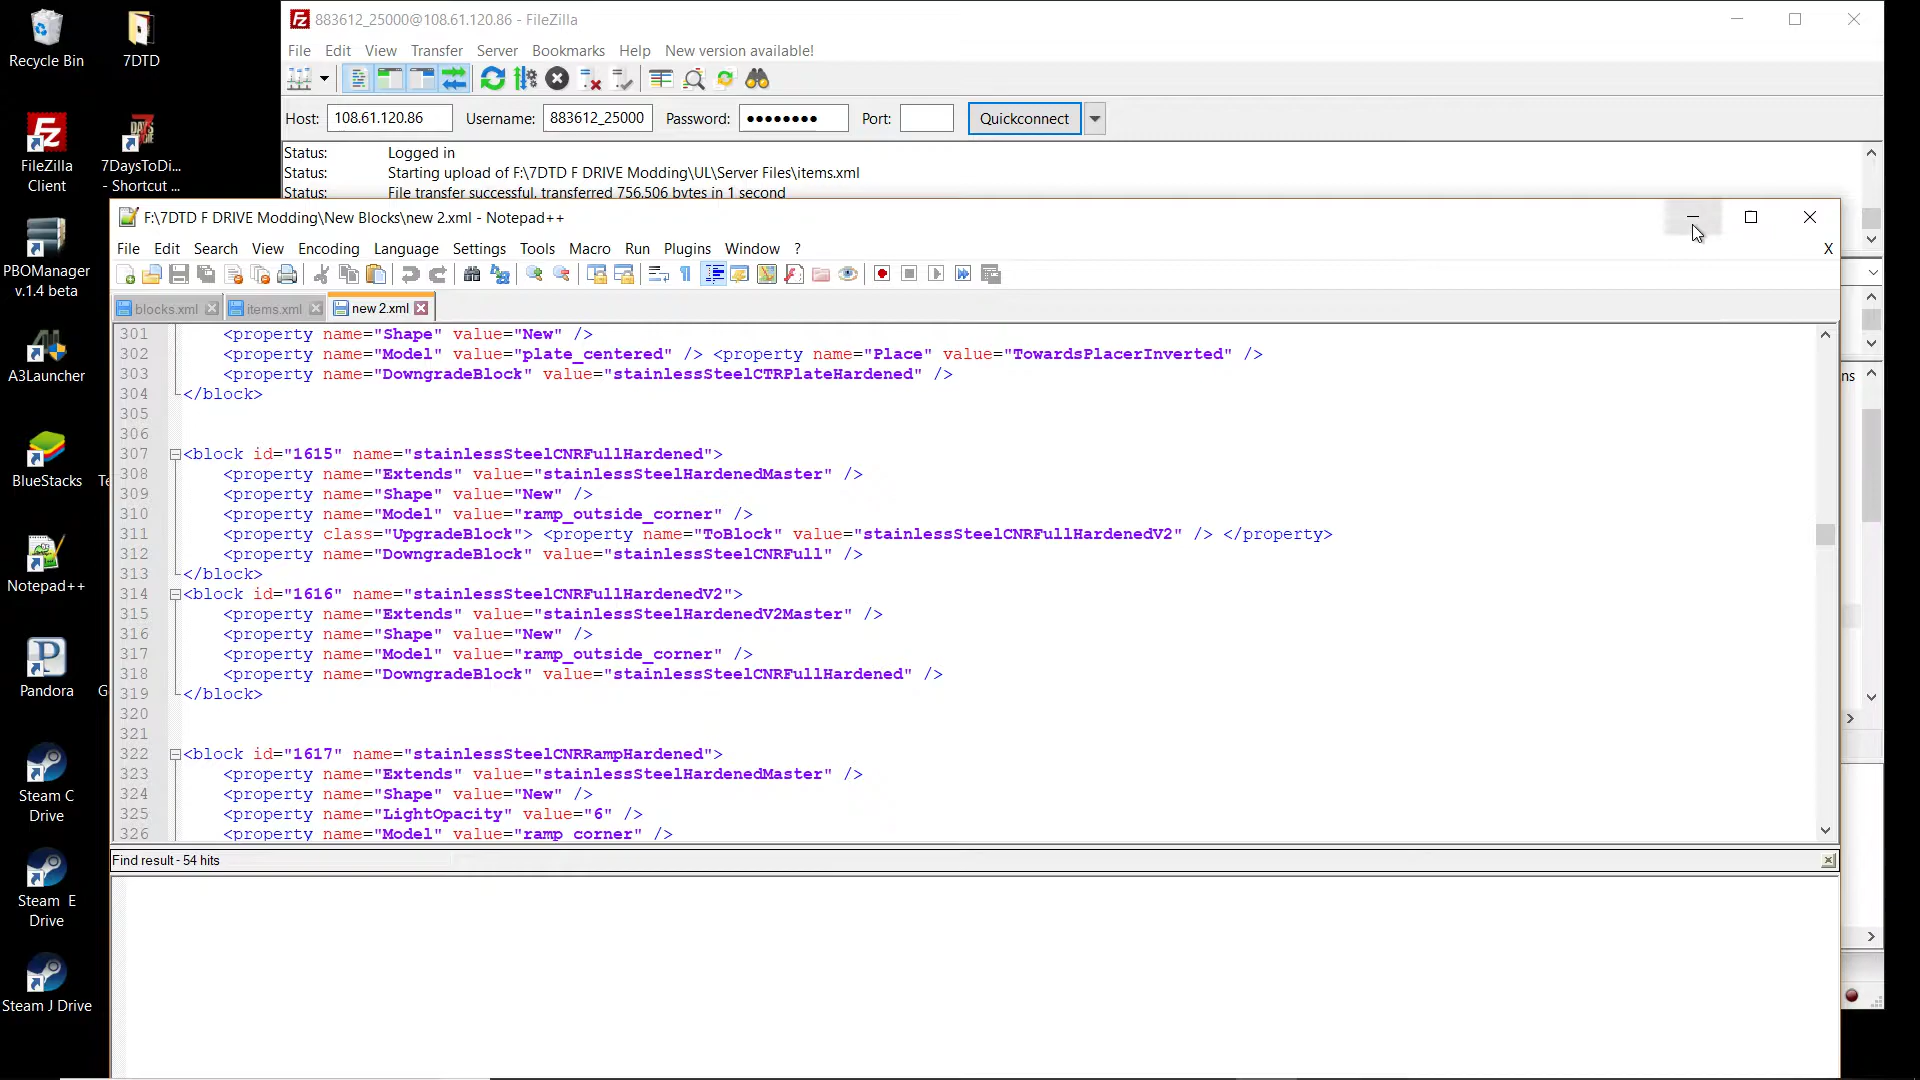 Recycle Bin
7DTD
FileZilla
Client
7DaysToDi...
- Shortcut ...
PBOManager
v.1.4 beta
A3Launcher
BlueStacks
Te
Notepad++
Pandora
G
Steam C
Drive
Steam E
Drive
Steam J Drive
883612_25000@108.61.120.86 - FileZilla
File Edit View Transfer Server Bookmarks Help New version available!
Host: 108.61.120.86 Username: 883612_25000 Password: ●●●●●●●● Port: Quickconnect
Status: Logged in
Status: Starting upload of F:\7DTD F DRIVE Modding\UL\Server Files\items.xml
Status: File transfer successful, transferred 756,506 bytes in 1 second
ns
F:\7DTD F DRIVE Modding\New Blocks\new 2.xml - Notepad++
File Edit Search View Encoding Language Settings Tools Macro Run Plugins Window ? X
blocks.xml items.xml new 2.xml
301 <property name="Shape" value="New" />
302 <property name="Model" value="plate_centered" /> <property name="Place" value="TowardsPlacerInverted" />
303 <property name="DowngradeBlock" value="stainlessSteelCTRPlateHardened" />
304 </block>
305
306
307 <block id="1615" name="stainlessSteelCNRFullHardened">
308 <property name="Extends" value="stainlessSteelHardenedMaster" />
309 <property name="Shape" value="New" />
310 <property name="Model" value="ramp_outside_corner" />
311 <property class="UpgradeBlock"> <property name="ToBlock" value="stainlessSteelCNRFullHardenedV2" /> </property>
312 <property name="DowngradeBlock" value="stainlessSteelCNRFull" />
313 </block>
314 <block id="1616" name="stainlessSteelCNRFullHardenedV2">
315 <property name="Extends" value="stainlessSteelHardenedV2Master" />
316 <property name="Shape" value="New" />
317 <property name="Model" value="ramp_outside_corner" />
318 <property name="DowngradeBlock" value="stainlessSteelCNRFullHardened" />
319 </block>
320
321
322 <block id="1617" name="stainlessSteelCNRRampHardened">
323 <property name="Extends" value="stainlessSteelHardenedMaster" />
324 <property name="Shape" value="New" />
325 <property name="LightOpacity" value="6" />
326 <property name="Model" value="ramp_corner" />
Find result - 54 hits